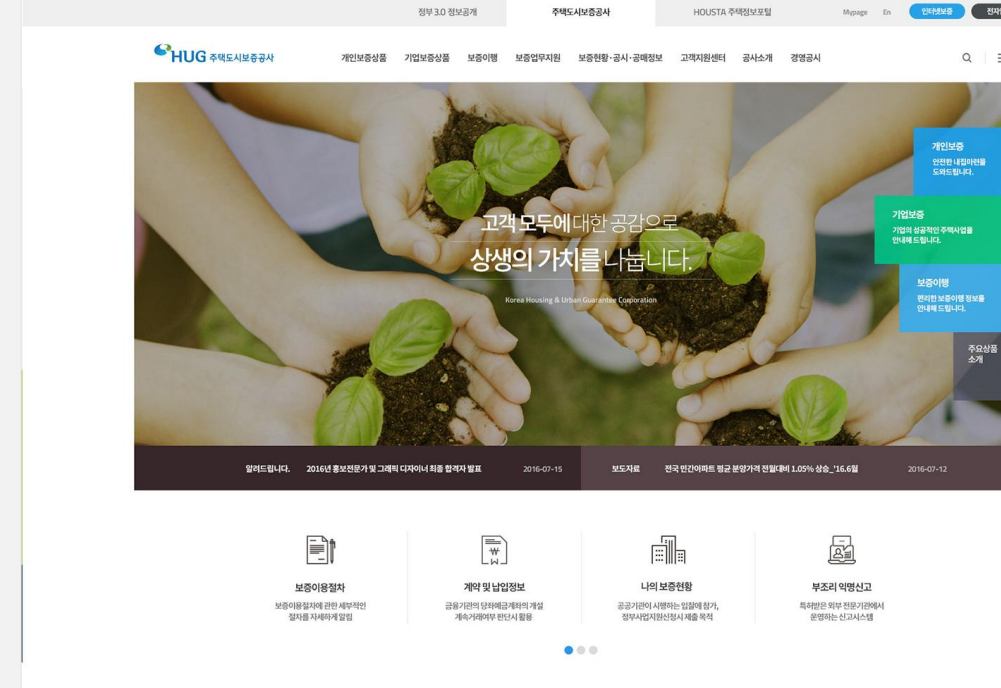 정부 3.0 정보공개
주택도시보증공사
HOUSTA 주택정보포털
Mypage
En
인터넷보증
HUG 주택도시보증공사
개인보증상품
기업보증상품
보증이행
보증업무지원
보증현황·공시·공매정보
고객지원센터
공사소개
경영공시
고객 모두에 대한 공감으로
상생의 가치를 나눕니다.
Korea Housing & Urban Guarantee Corporation
개인보증
안전한 내집마련을
도와드립니다.
기업보증
기업의 성공적인 주택사업을
안내해 드립니다.
보증이행
편리한 보증이행 정보를
안내해 드립니다.
주요상품
소개
알려드립니다.
2016년 홍보전문가 및 그래픽 디자이너 최종 합격자 발표
2016-07-15
보도자료
전국 민간아파트 평균 분양가격 전월대비 1.05% 상승_'16.6월
2016-07-12
보증이용절차
보증이용절차에 관한 세부적인
절차를 자세하게 알림
계약 및 납입정보
금융기관의 당좌예금계좌의 개설
계속거래여부 판단시 활용
나의 보증현황
공공기관이 시행하는 입찰에 참가,
정부사업지원신청시 제출 목적
부조리 익명신고
특허받은 외부 전문기관에서
운영하는 신고시스템